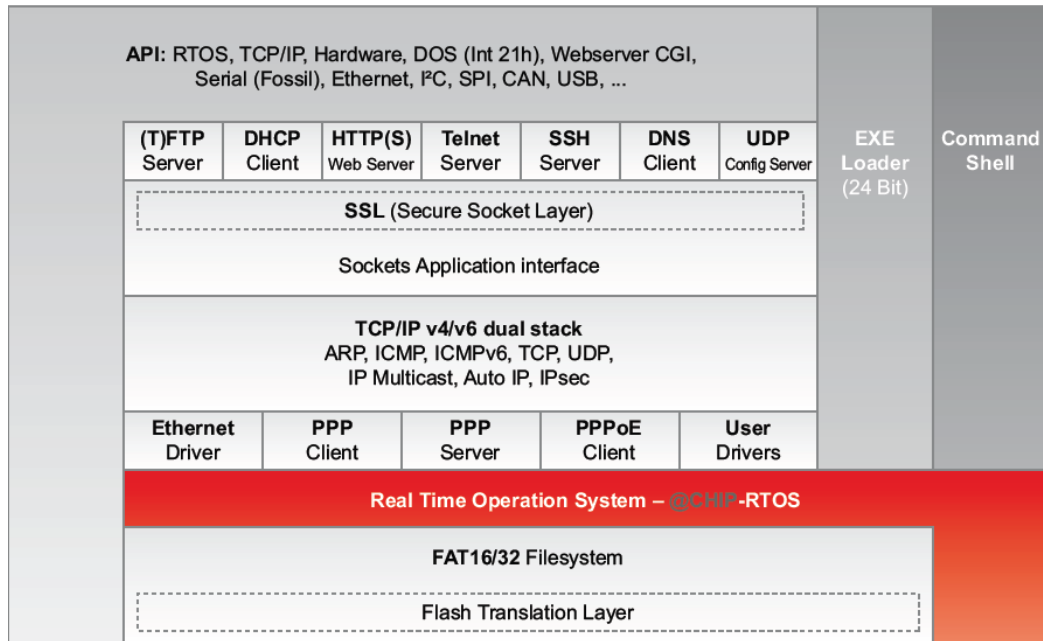 API: RTOS, TCP/IP, Hardware, DOS (Int 21h), Webserver CGI,
Serial (Fossil), Ethernet, I²C, SPI, CAN, USB, ...
(T)FTP
Server
DHCP
Client
HTTP(S)
Web Server
Telnet
Server
SSH
Server
DNS
Client
UDP
Config Server
EXE
Loader
(24 Bit)
Command
Shell
SSL (Secure Socket Layer)
Sockets Application interface
TCP/IP v4/v6 dual stack
ARP, ICMP, ICMPv6, TCP, UDP,
IP Multicast, Auto IP, IPsec
Ethernet
Driver
PPP
Client
PPP
Server
PPPoE
Client
User
Drivers
Real Time Operation System – @CHIP-RTOS
FAT16/32 Filesystem
Flash Translation Layer